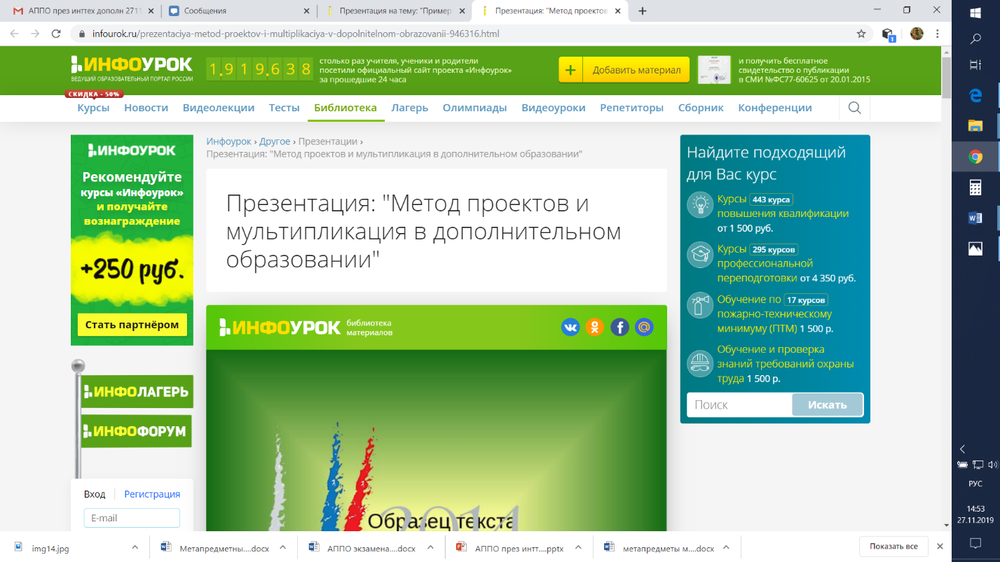 АППО през инттех дополн 2711
Сообщения
Презентация на тему: "Пример
Презентация: "Метод проектов
infourok.ru/prezentaciya-metod-proektov-i-multiplikaciya-v-dopolnitelnom-obrazovanii-946316.html
1
ИНФОУРОК
ВЕДУЩИЙ ОБРАЗОВАТЕЛЬНЫЙ ПОРТАЛ РОССИИ
1.919.638
столько раз учителя, ученики и родители
посетили официальный сайт проекта «Инфоурок»
за прошедшие 24 часа
+ Добавить материал
и получить бесплатное
свидетельство о публикации
в СМИ №ФС77-60625 от 20.01.2015
СКИДКА - 50%
Курсы Новости Видеолекции Тесты Библиотека Лагерь Олимпиады Видеоуроки Репетиторы Сборник Конференции
ИНФОУРОК
Рекомендуйте
курсы «Инфоурок»
и получайте
вознаграждение
+250 руб.
Стать партнёром
ИНФОЛАГЕРЬ
ИНФОФОРУМ
Вход Регистрация
E-mail
Инфоурок › Другое › Презентации ›
Презентация: "Метод проектов и мультипликация в дополнительном образовании"
Презентация: "Метод проектов и
мультипликация в дополнительном
образовании"
ИНФОУРОК
библиотека
материалов
2014
Образец текста
Найдите подходящий
для Вас курс
Курсы 443 курса
повышения квалификации
от 1 500 руб.
Курсы 295 курсов
профессиональной
переподготовки от 4 350 руб.
Обучение по 17 курсов
пожарно-техническому
минимуму (ПТМ) 1 500 р.
Обучение и проверка
знаний требований охраны
труда 1 500 р.
Поиск Искать
img14.jpg
Метапредметны....docx
АППО экзамена....docx
АППО през интт....pptx
метапредметы м....docx
Показать все
РУС
14:53
27.11.2019